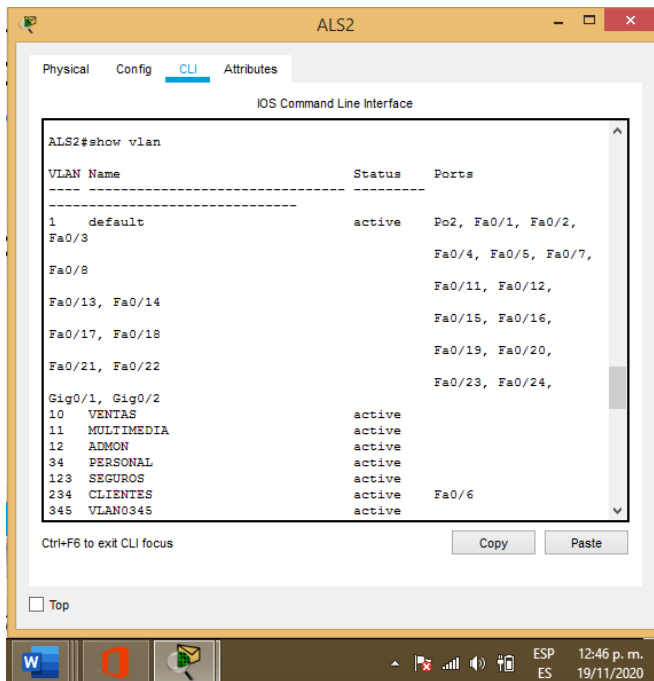 ALS2
Physical Config CLI Attributes
IOS Command Line Interface
ALS2#show vlan
VLAN Name Status Ports
---- -------------------------------- ---------
-------------------------------
1 default active Po2, Fa0/1, Fa0/2,
Fa0/3
Fa0/4, Fa0/5, Fa0/7,
Fa0/8
Fa0/11, Fa0/12,
Fa0/13, Fa0/14
Fa0/15, Fa0/16,
Fa0/17, Fa0/18
Fa0/19, Fa0/20,
Fa0/21, Fa0/22
Fa0/23, Fa0/24,
Gig0/1, Gig0/2
10 VENTAS active
11 MULTIMEDIA active
12 ADMON active
34 PERSONAL active
123 SEGUROS active
234 CLIENTES active Fa0/6
345 VLAN0345 active
Ctrl+F6 to exit CLI focus Copy Paste
Top
W ESP 12:46 p. m.
ES 19/11/2020